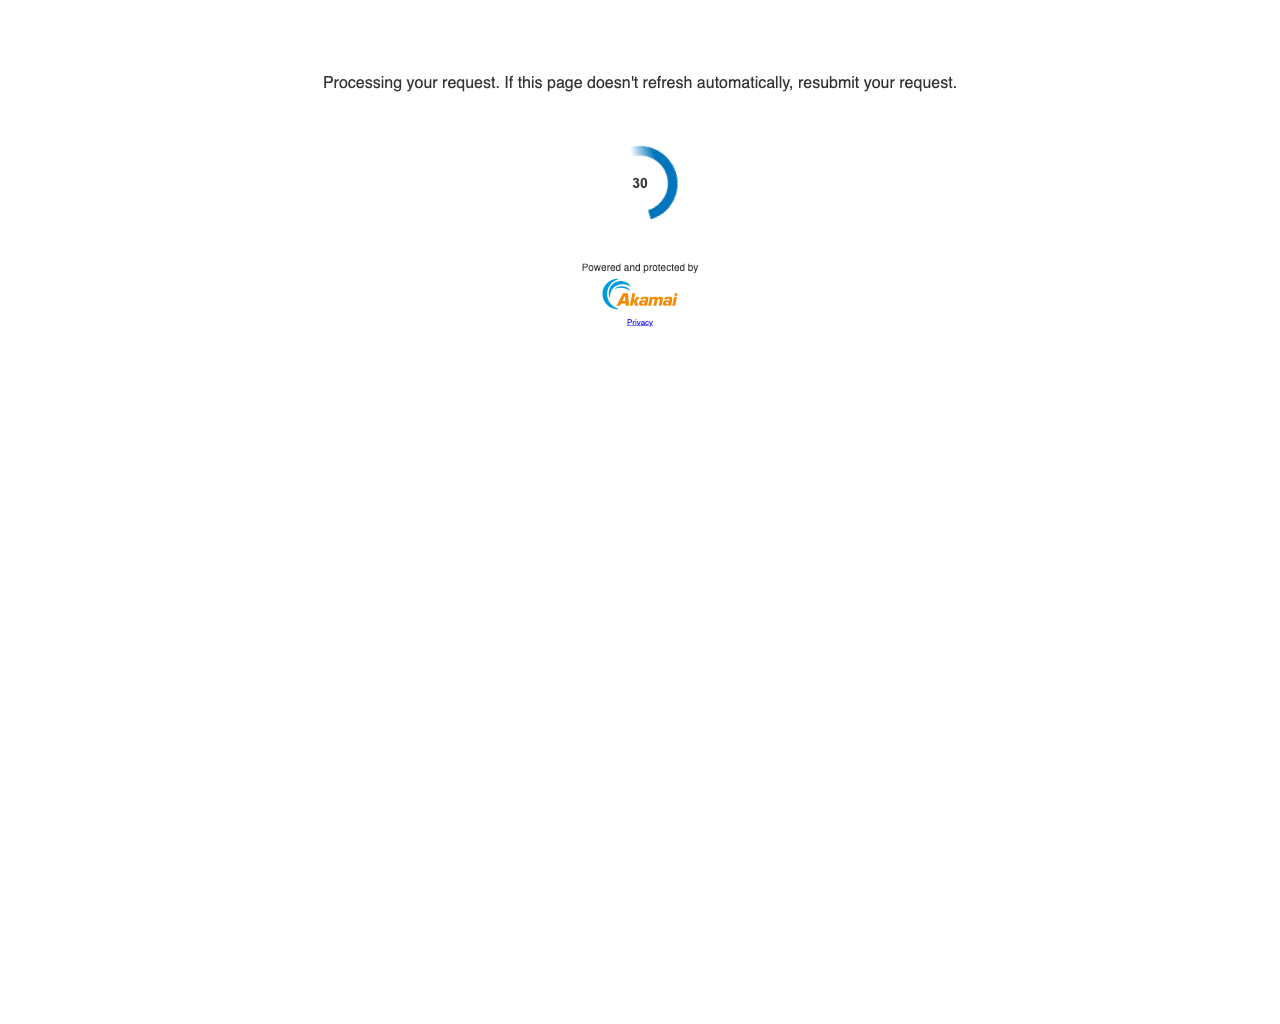 Processing your request. If this page doesn't refresh automatically, resubmit your request.
30
Powered and protected by
Akamai
Privacy